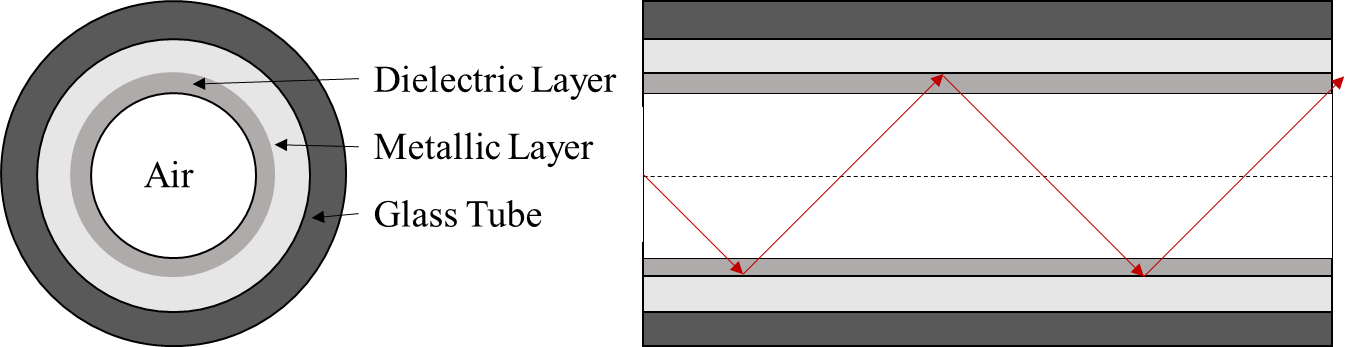 Dielectric Layer
Metallic Layer
Air
Glass Tube